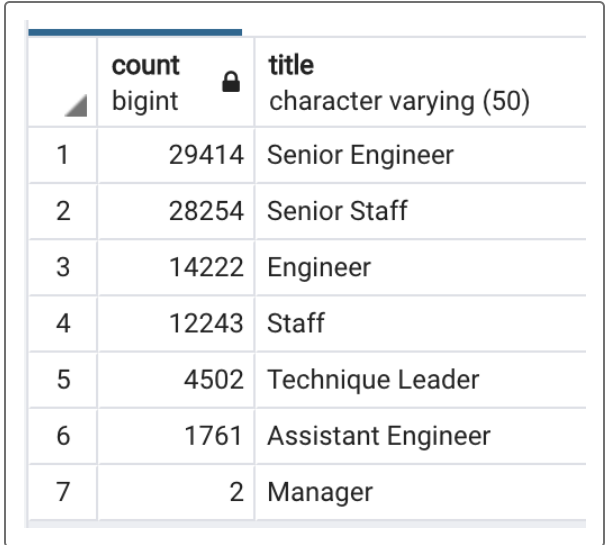 count title
bigint character varying (50)
1 29414 Senior Engineer
2 28254 Senior Staff
3 14222 Engineer
4 12243 Staff
5 4502 Technique Leader
6 1761 Assistant Engineer
7 2 Manager